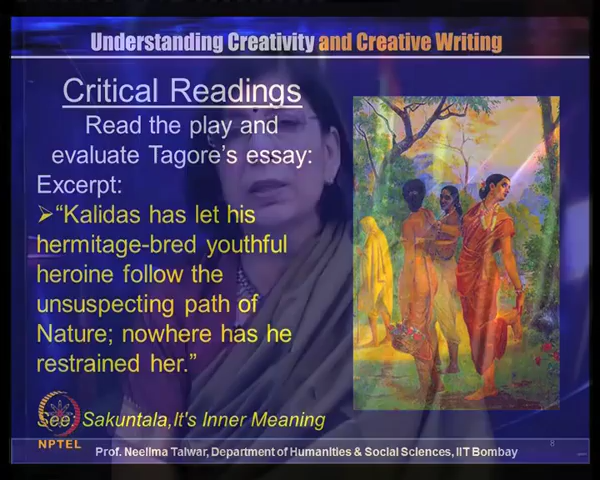 Understanding Creativity and Creative Writing
Critical Readings
Read the play and
evaluate Tagore's essay:
Excerpt:
➢"Kalidas has let his
hermitage-bred youthful
heroine follow the
unsuspecting path of
Nature; nowhere has he
restrained her."
See: Sakuntala,It's Inner Meaning
NPTEL
8
Prof. Neelima Talwar, Department of Humanities & Social Sciences, IIT Bombay